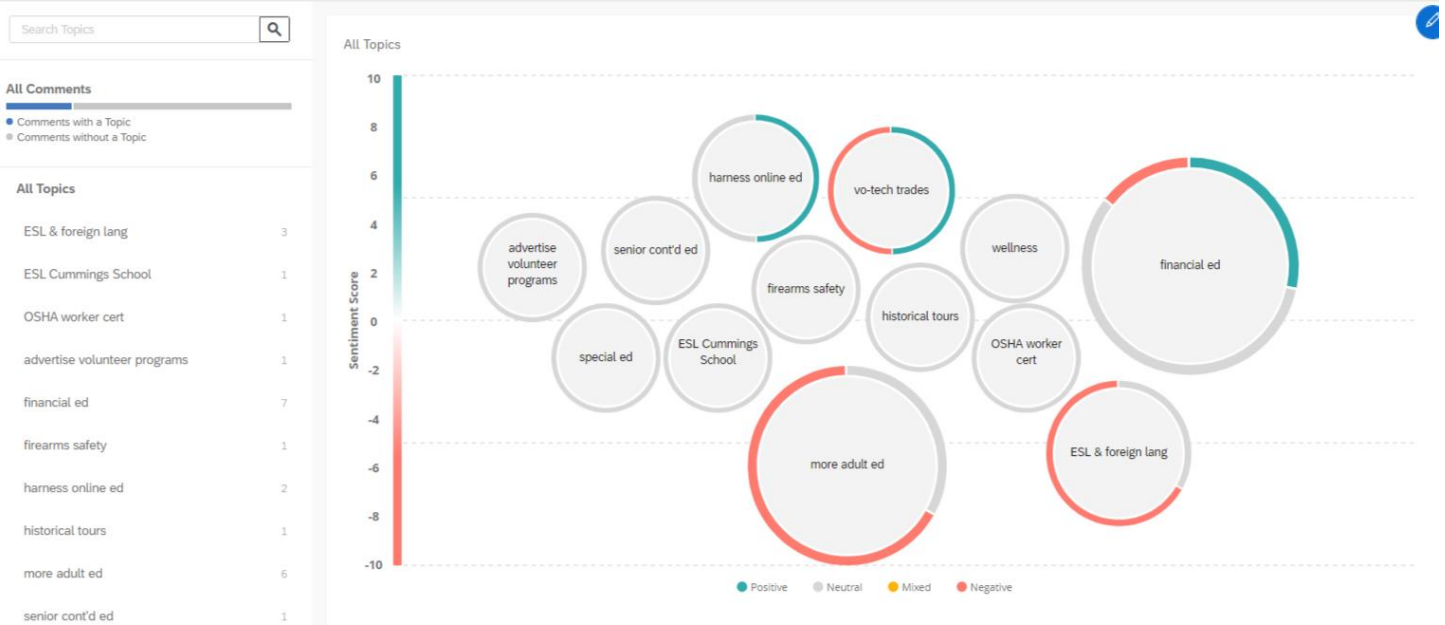 Search Topics
All Comments
Comments with a Topic
Comments without a Topic
All Topics
ESL & foreign lang 3
ESL Cummings School 1
OSHA worker cert 1
advertise volunteer programs 1
financial ed 7
firearms safety 1
harness online ed 2
historical tours 1
more adult ed 6
senior cont'd ed 1
All Topics
Sentiment Score
10
8
6
4
2
0
-2
-4
-6
-8
-10
harness online ed
vo-tech trades
advertise
volunteer
programs
senior cont'd ed
wellness
financial ed
firearms safety
historical tours
special ed
ESL Cummings
School
OSHA worker
cert
more adult ed
ESL & foreign lang
Positive Neutral Mixed Negative